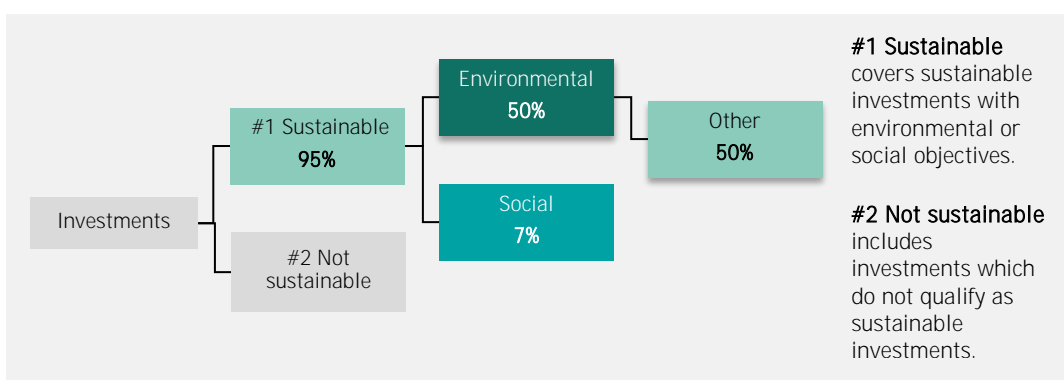 Investments
#1 Sustainable
95%
#2 Not
sustainable
Environmental
50%
Social
7%
Other
50%
#1 Sustainable
covers sustainable
investments with
environmental or
social objectives.
#2 Not sustainable
includes
investments which
do not qualify as
sustainable
investments.